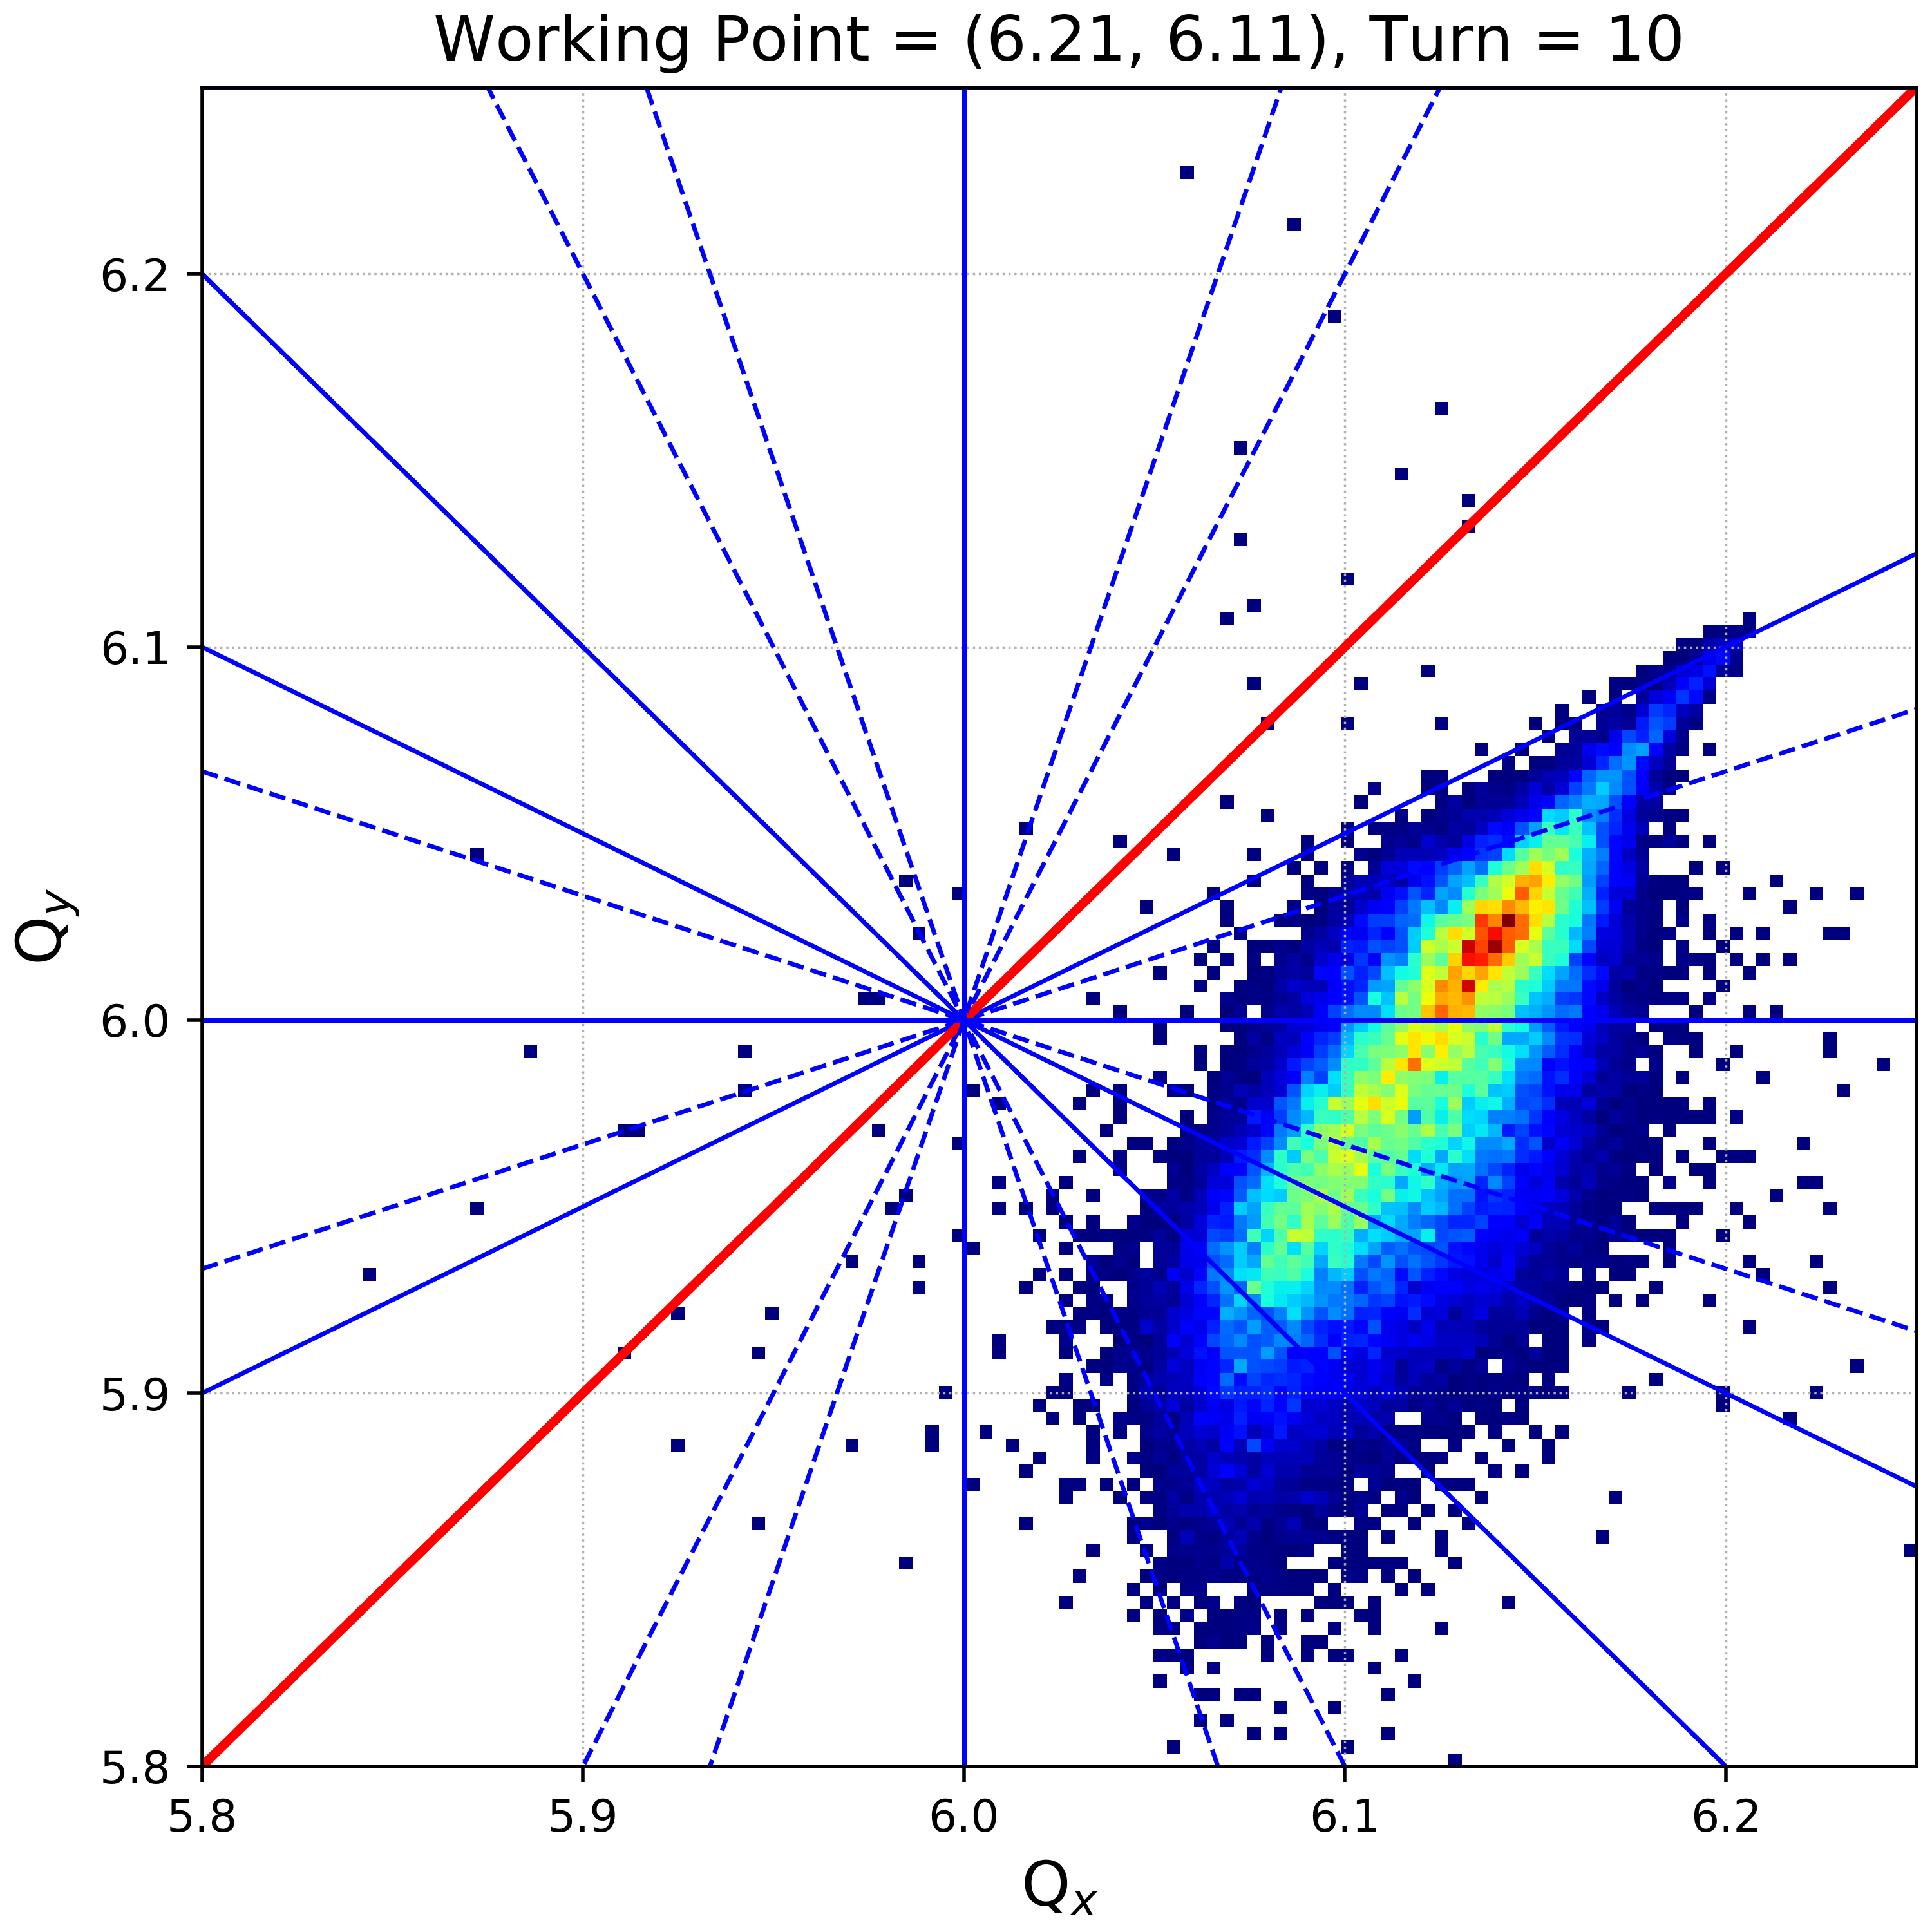 Working Point = (6.21, 6.11), Turn = 10
6.2
6.1
6.0
5.9
5.8
Qy
5.8 5.9 6.0 6.1 6.2
Qx